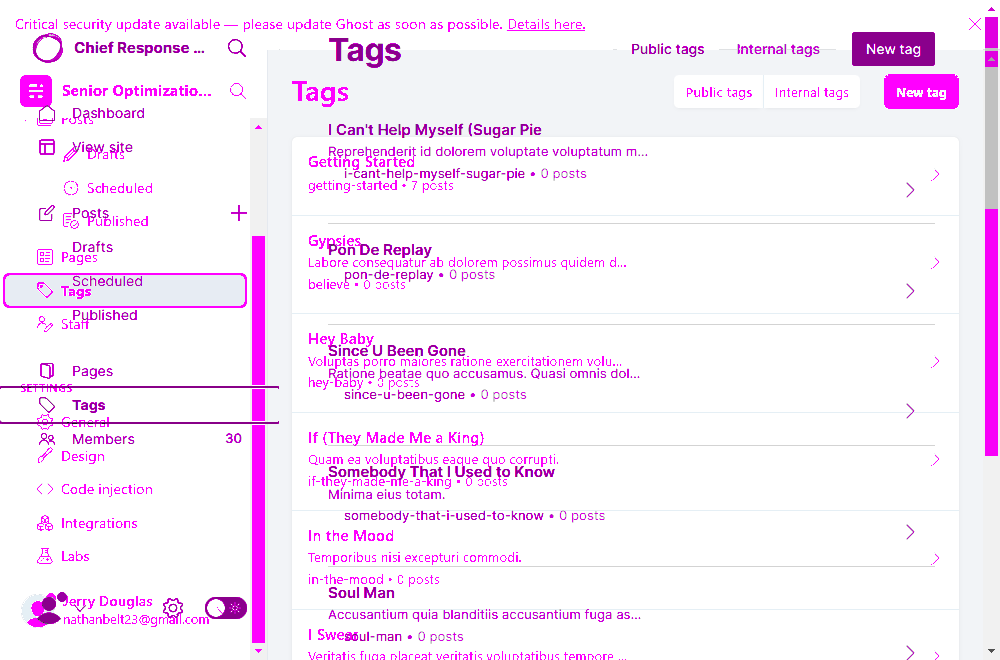 Critical security update available — please update Ghost as soon as possible. Details here.
Chief Response ...
Tags
Public tags
Internal tags
New tag
Senior Optimizatio...
Tags
Public tags
Internal tags
New tag
Dashboard
Posts
View site
Drafts
Scheduled
Posts
Published
Drafts
Pages
Scheduled
Tags
Published
Staff
Pages
SETTINGS
Tags
General
Members 30
Design
Code injection
Integrations
Labs
Jerry Douglas
nathanbelt23@gmail.com
I Can't Help Myself (Sugar Pie
Reprehenderit id dolorem voluptate voluptatum m...
Getting Started
i-cant-help-myself-sugar-pie • 0 posts
getting-started • 7 posts
Gypsies
Pon De Replay
Labore consequatur ab dolorem possimus quidem d...
pon-de-replay • 0 posts
believe • 0 posts
Hey Baby
Since U Been Gone
Voluptas porro maiores ratione exercitationem volu...
Ratione beatae quo accusamus. Quasi omnis dol...
hey-baby • 0 posts
since-u-been-gone • 0 posts
If (They Made Me a King)
Quam ea voluptatibus eaque quo corrupti.
Somebody That I Used to Know
if-they-made-me-a-king • 0 posts
Minima eius totam.
somebody-that-i-used-to-know • 0 posts
In the Mood
Temporibus nisi excepturi commodi.
in-the-mood • 0 posts
Soul Man
Accusantium quia blanditiis accusantium fuga as...
I Swear
soul-man • 0 posts
Veritatis fuga placeat veritatis voluptatibus tempore ...